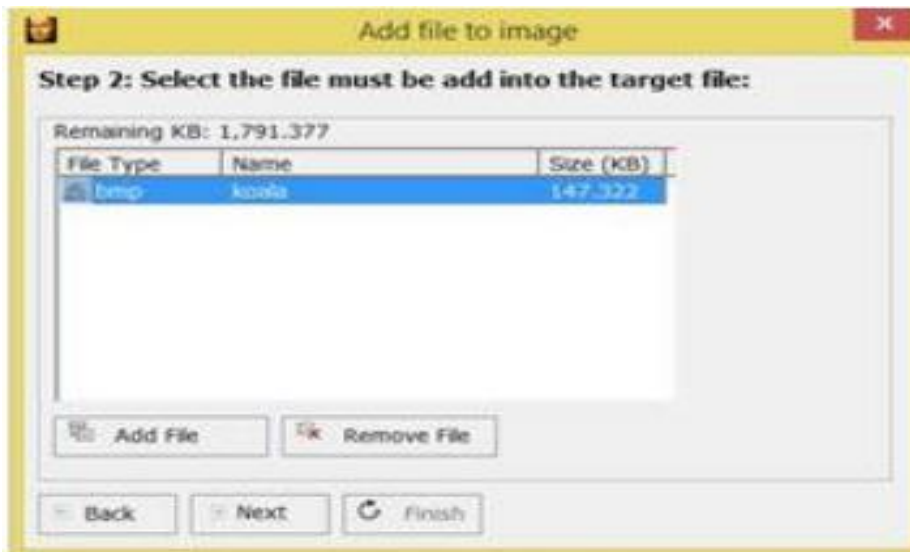 Add file to image
Step 2: Select the file must be add into the target file:
Remaining KB: 1,791.377
File Type Name Size (KB)
bmp koala 147.322
Add File Remove File
Back Next Finish